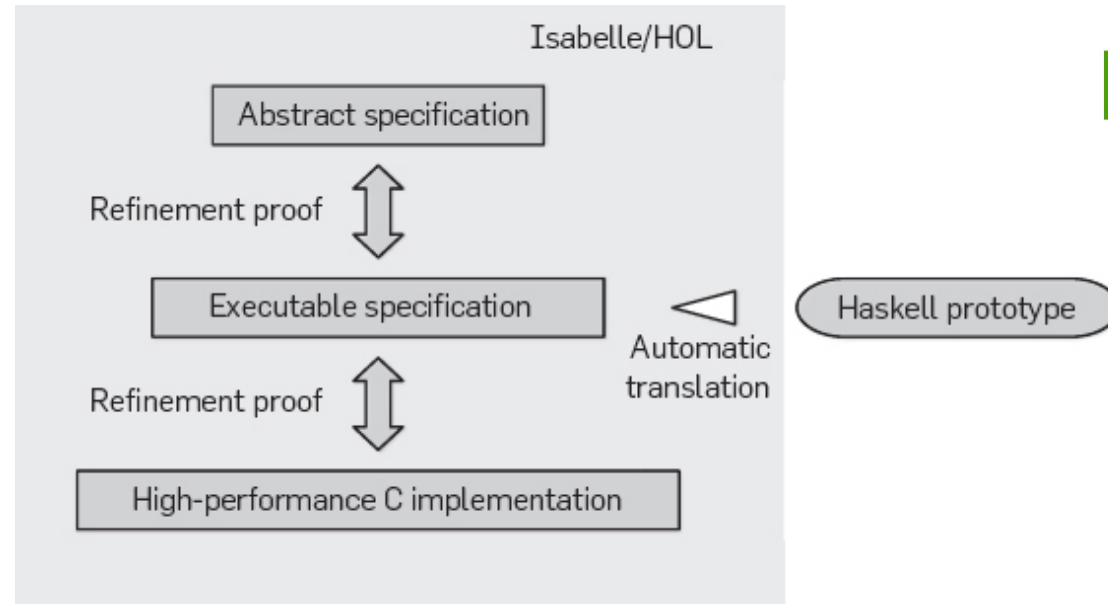 Isabelle/HOL
Abstract specification
Refinement proof
Executable specification
Haskell prototype
Automatic
translation
Refinement proof
High-performance C implementation